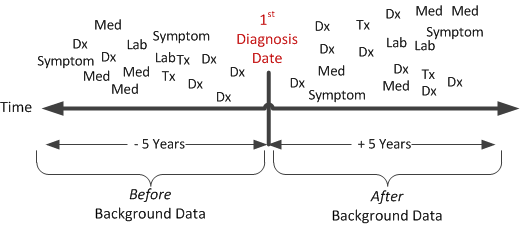 Med
Dx
Lab
Symptom
Symptom
Dx
Lab
Tx
Dx
Med
Med
Tx
Dx
Dx
Med
Dx
1st
Diagnosis
Date
Dx
Med
Med
Dx
Tx
Symptom
Dx
Dx
Lab
Lab
Med
Dx
Tx
Dx
Med
Dx
Dx
Symptom
Time
- 5 Years
+ 5 Years
Before
Background Data
After
Background Data